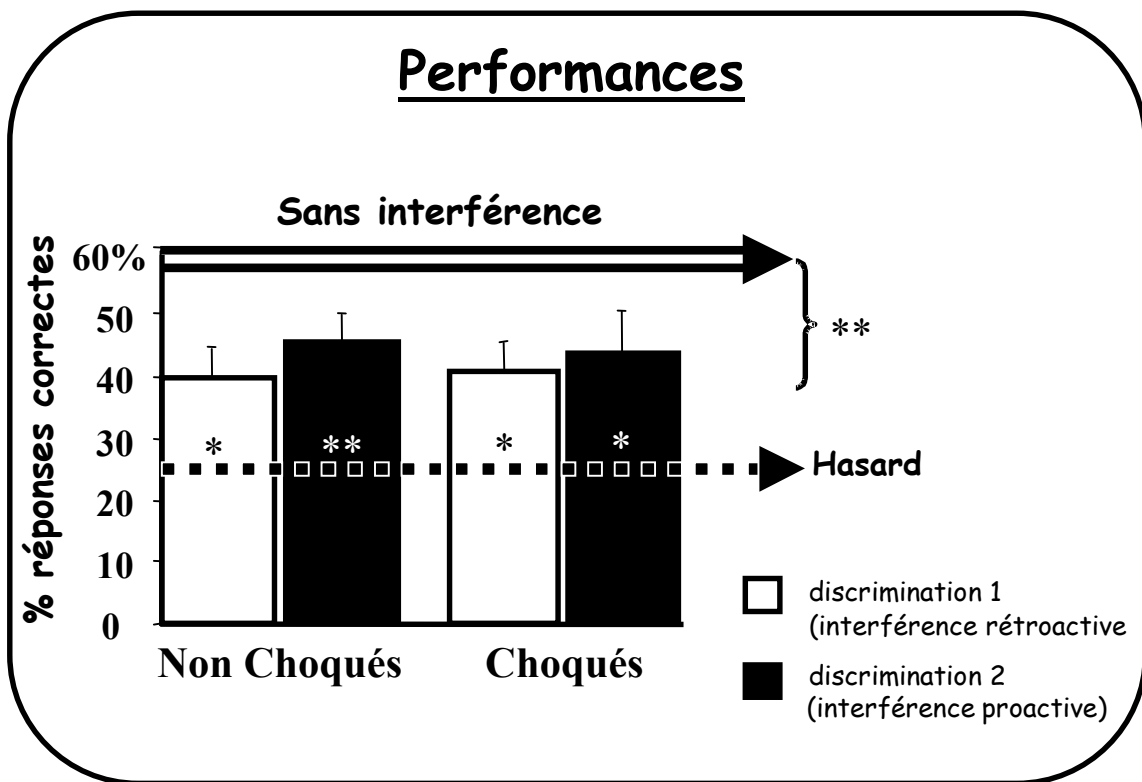 Performances
Sans interférence
% réponses correctes
60%
50
40
30
20
10
0
*
**
*
*
**
Hasard
Non Choqués
Choqués
discrimination 1
(interférence rétroactive
discrimination 2
(interférence proactive)